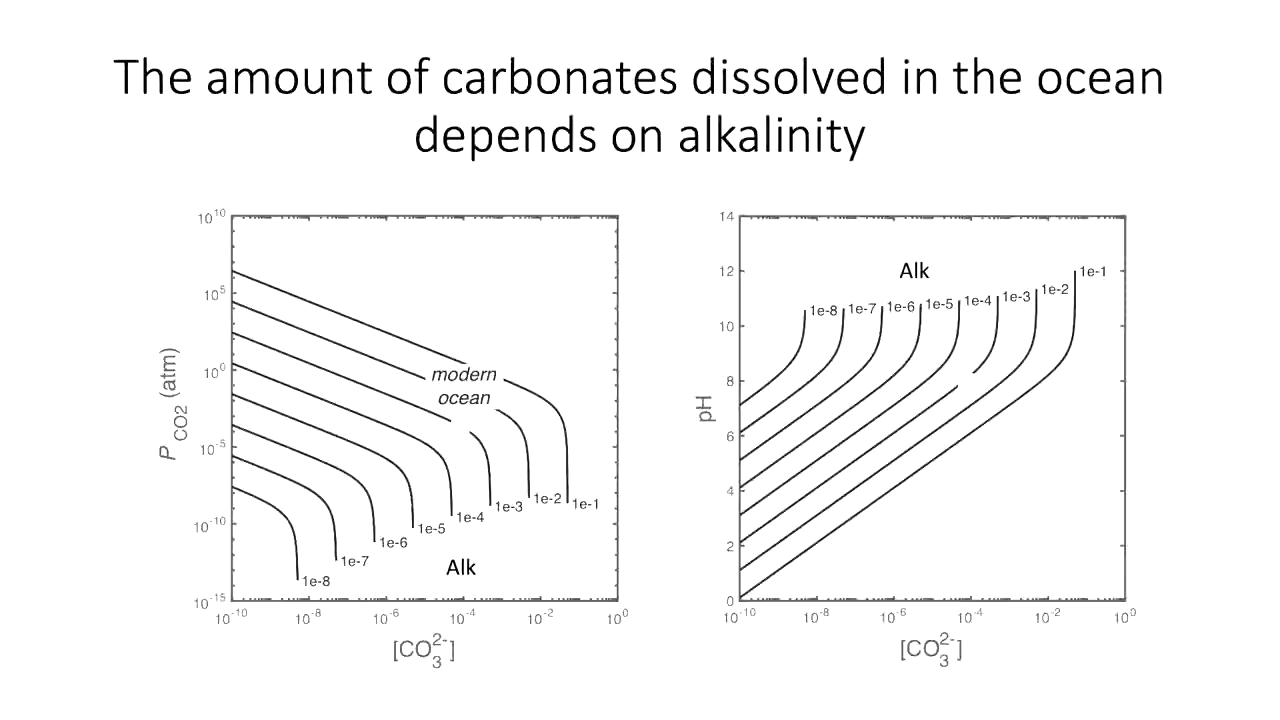 The amount of carbonates dissolved in the ocean
depends on alkalinity
10^10
10^5
10^0
10^-5
10^-10
10^-15
P CO2 (atm)
modern
ocean
1e-1
1e-2
1e-3
1e-4
1e-5
1e-6
1e-7
1e-8
Alk
10^-10
10^-8
10^-6
10^-4
10^-2
10^0
[CO3^2-]
14
12
10
8
6
4
2
0
pH
Alk
1e-8
1e-7
1e-6
1e-5
1e-4
1e-3
1e-2
1e-1
10^-10
10^-8
10^-6
10^-4
10^-2
10^0
[CO3^2-]